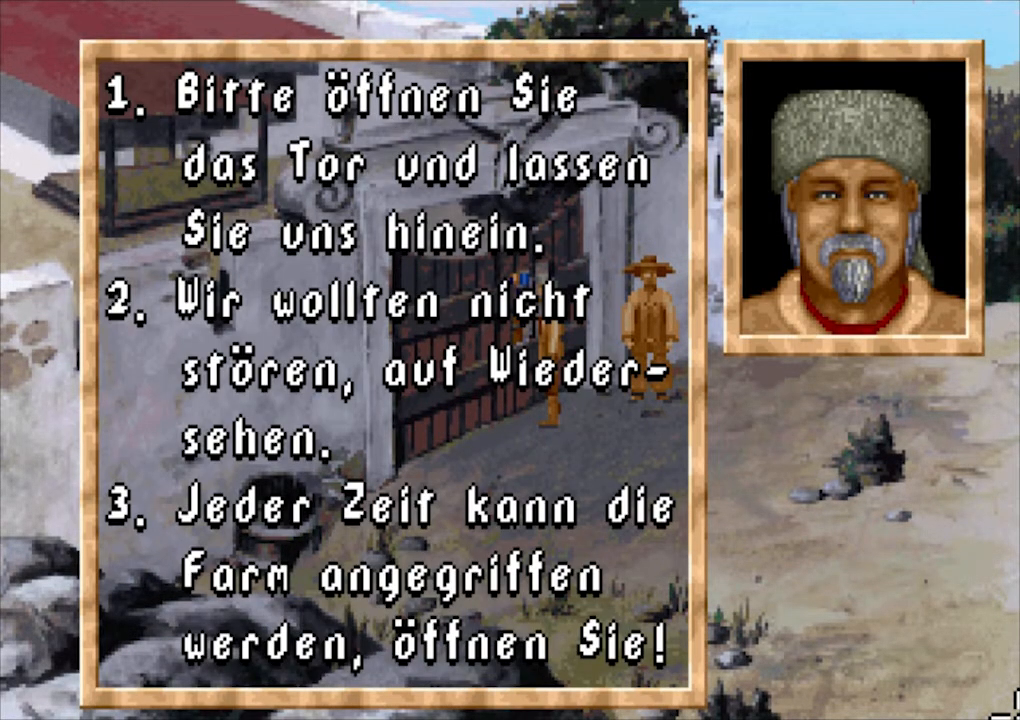 1. Bitte öffnen Sie
das Tor und lassen
Sie uns hinein.
2. Wir wollten nicht
stören, auf Wieder-
sehen.
3. Jeder Zeit kann die
Farm angegriffen
werden, öffnen Sie!